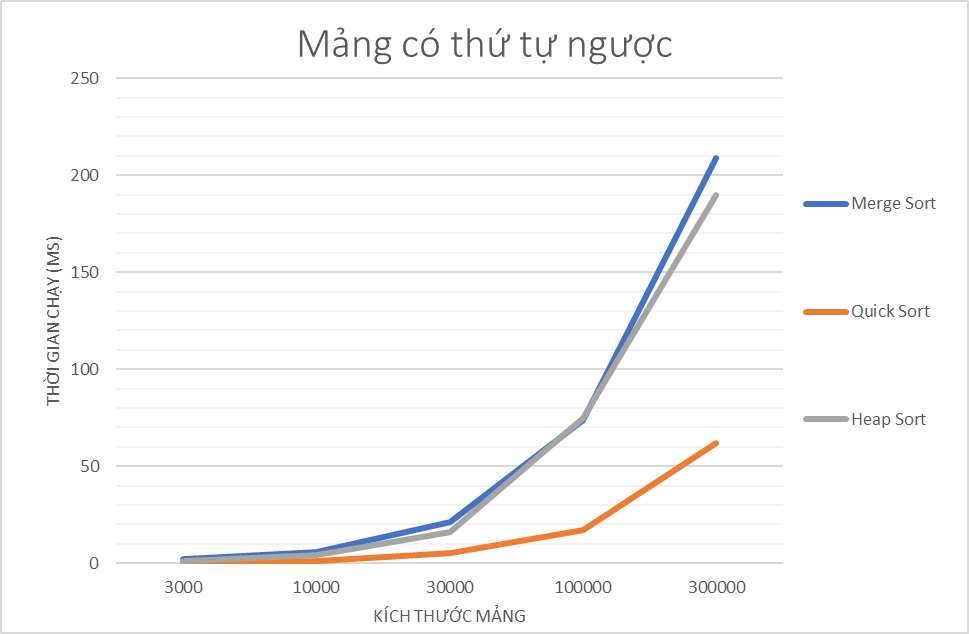 Mảng có thứ tự ngược
250
200
150
100
50
0
THỜI GIAN CHẠY (MS)
3000 10000 30000 100000 300000
KÍCH THƯỚC MẢNG
Merge Sort
Quick Sort
Heap Sort